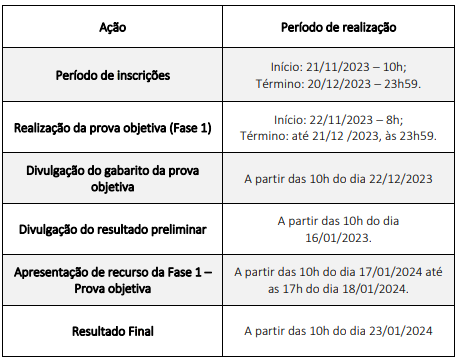 Ação
Período de realização
Período de inscrições
Início: 21/11/2023 – 10h;
Término: 20/12/2023 – 23h59.
Realização da prova objetiva (Fase 1)
Início: 22/11/2023 – 8h;
Término: até 21/12 /2023, às 23h59.
Divulgação do gabarito da prova
objetiva
A partir das 10h do dia 22/12/2023
Divulgação do resultado preliminar
A partir das 10h do dia
16/01/2023.
Apresentação de recurso da Fase 1 –
Prova objetiva
A partir das 10h do dia 17/01/2024 até
as 17h do dia 18/01/2024.
Resultado Final
A partir das 10h do dia 23/01/2024